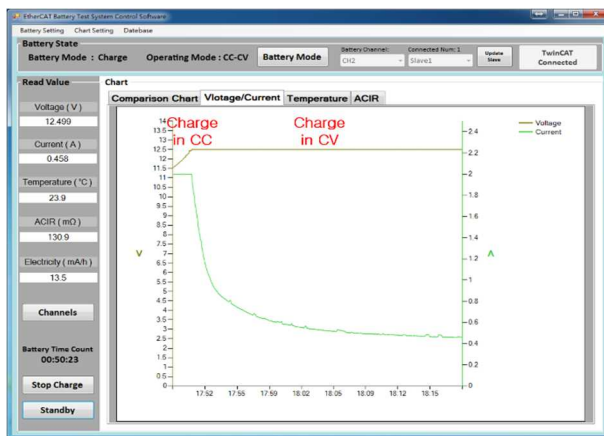 EtherCAT Battery Test System Control Software
Battery Setting Chart Setting Datebase
Battery State
Battery Mode : Charge Operating Mode : CC-CV Battery Mode
Battery Channel: Connected Num: 1
CH2 Slave1
Update Slave
TwinCAT Connected
Read Value
Voltage ( V )
12.499
Current ( A )
0.458
Temperature ( °C )
23.9
ACIR ( mΩ )
130.9
Electricity ( mA/h )
13.5
Channels
Battery Time Count
00:50:23
Stop Charge
Standby
Chart
Comparison Chart Vlotage/Current Temperature ACIR
Charge in CC
Charge in CV
Voltage
Current
14
13.5
13
12.5
12
11.5
11
10.5
10
9.5
9
8.5
8
7.5
7
6.5
6
5.5
5
4.5
4
3.5
3
2.5
2
1.5
1
0.5
0
V
2.4
2.2
2
1.8
1.6
1.4
1.2
1
0.8
0.6
0.4
0.2
0
A
17:52 17:55 17:59 18:02 18:05 18:09 18:12 18:15